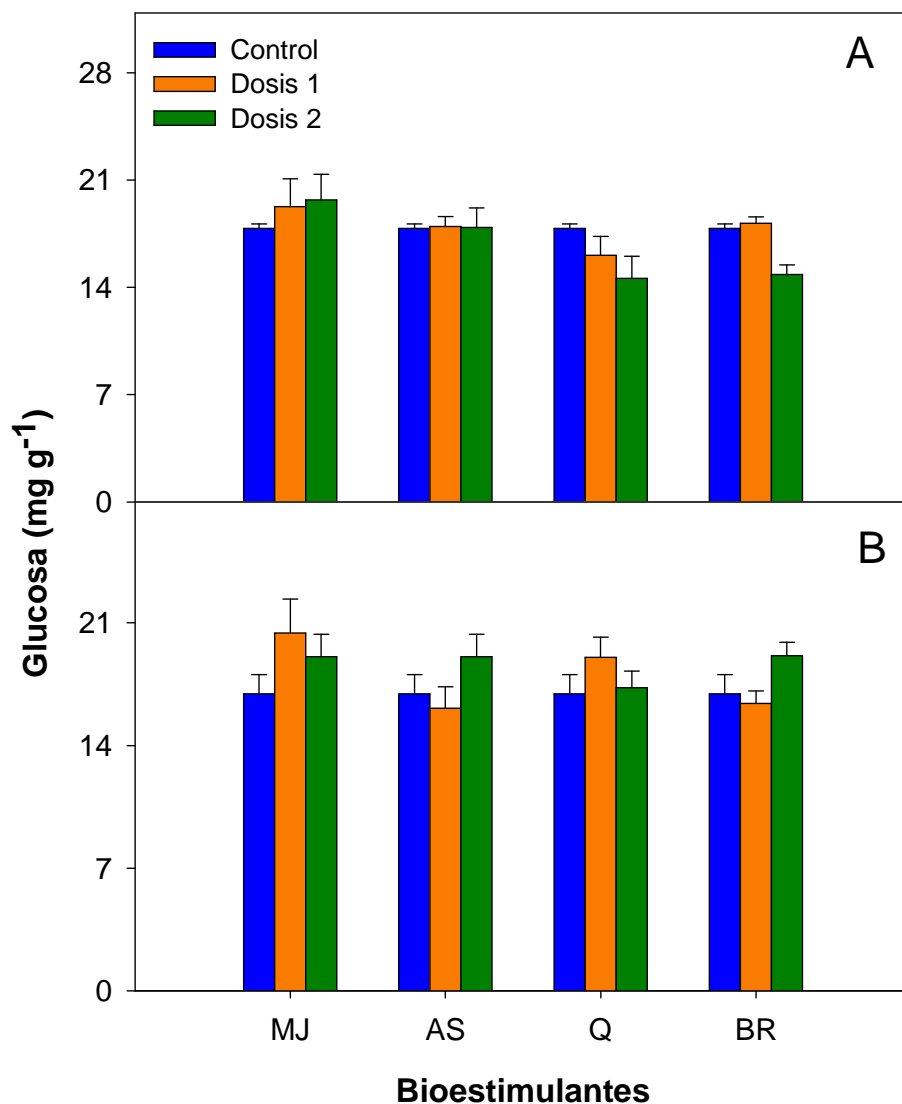 Control
Dosis 1
Dosis 2
A
28
21
14
7
0
B
21
14
7
0
Glucosa (mg g-1)
MJ AS Q BR
Bioestimulantes